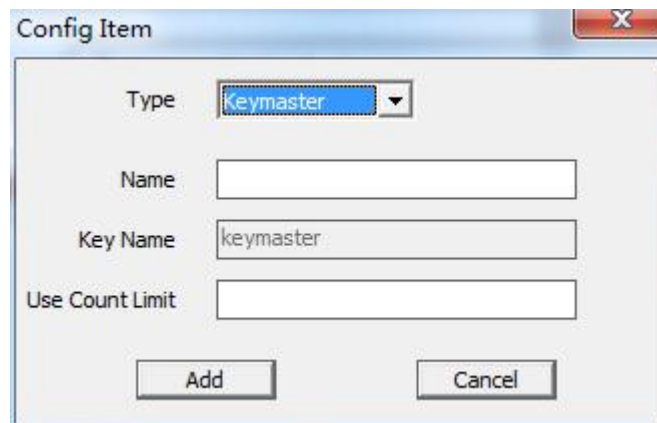 Config Item
Type Keymaster
Name
Key Name keymaster
Use Count Limit
Add Cancel